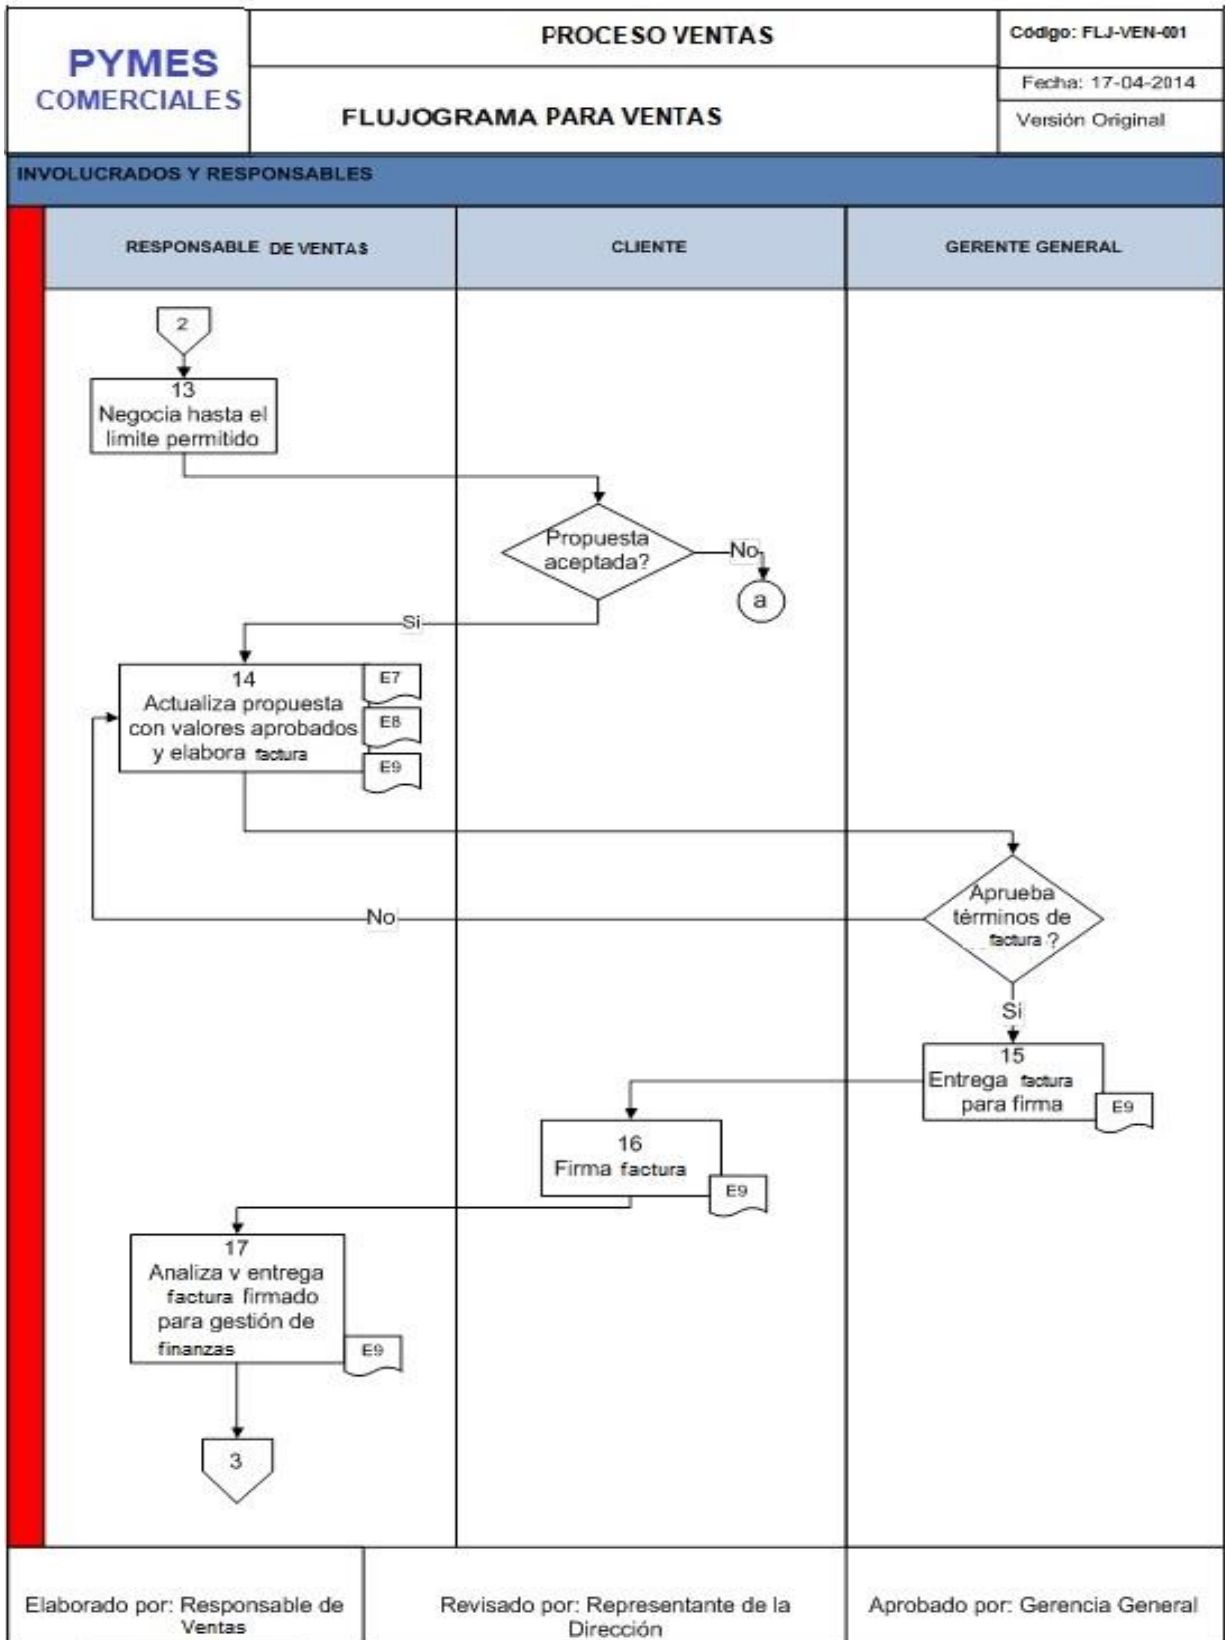 PYMES
COMERCIALES
PROCESO VENTAS
FLUJOGRAMA PARA VENTAS
Código: FLJ-VEN-001
Fecha: 17-04-2014
Versión Original
INVOLUCRADOS Y RESPONSABLES
RESPONSABLE DE VENTAS
CLIENTE
GERENTE GENERAL
2
13
Negocia hasta el
limite permitido
Propuesta
aceptada?
No
a
Si
14
Actualiza propuesta
con valores aprobados
y elabora factura
E7
E8
E9
Aprueba
términos de
factura ?
No
Si
15
Entrega factura
para firma
E9
16
Firma factura
E9
17
Analiza v entrega
factura firmado
para gestión de
finanzas
E9
3
Elaborado por: Responsable de
Ventas
Revisado por: Representante de la
Dirección
Aprobado por: Gerencia General